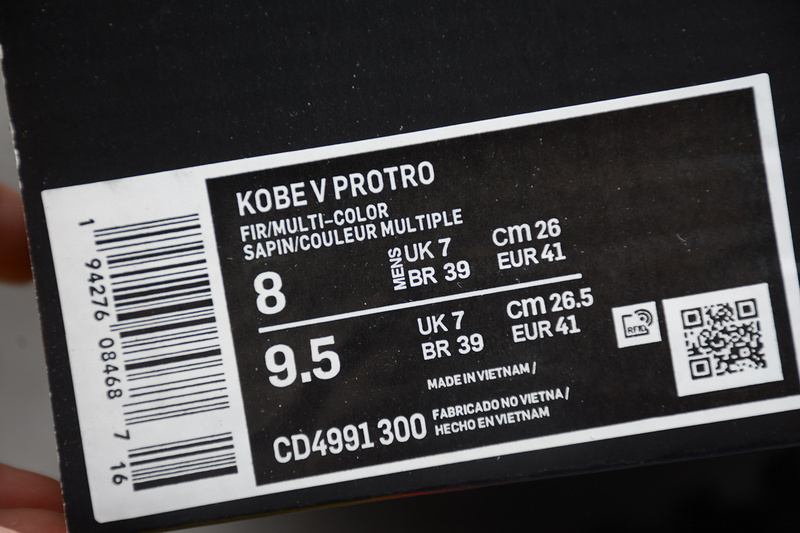 KOBE V PROTRO
FIR/MULTI-COLOR
SAPIN/COULEUR MULTIPLE
8 MENS UK 7 CM 26
BR 39 EUR 41
9.5 UK 7 CM 26.5
BR 39 EUR 41
MADE IN VIETNAM /
CD4991 300 FABRICADO NO VIETNA /
HECHO EN VIETNAM
RFID
1 94276 08468 7 16